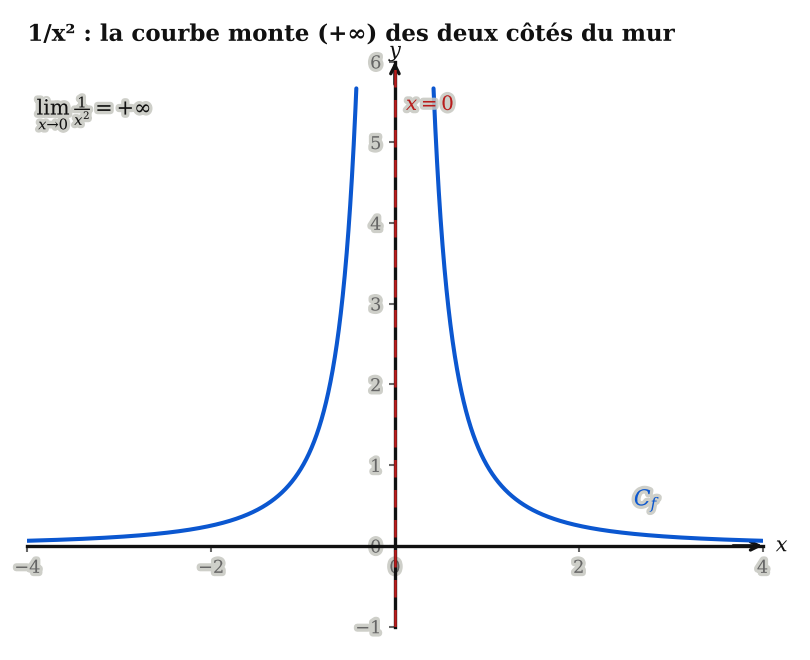 1/x² : la courbe monte (+∞) des deux côtés du mur
y
6
x = 0
lim x→0 1/x² = +∞
5
4
3
2
1
C_f
0
x
−4
−2
0
2
4
−1